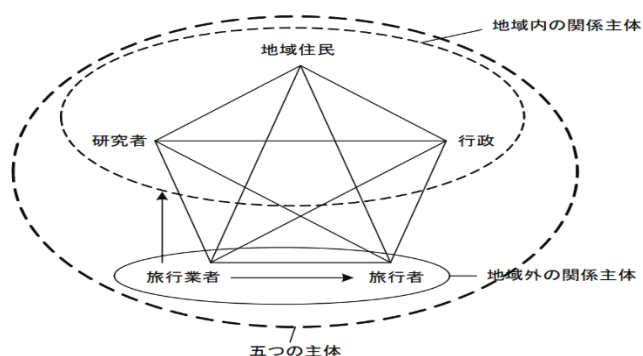 地域内の関係主体
地域住民
研究者
行政
旅行業者
旅行者
地域外の関係主体
五つの主体